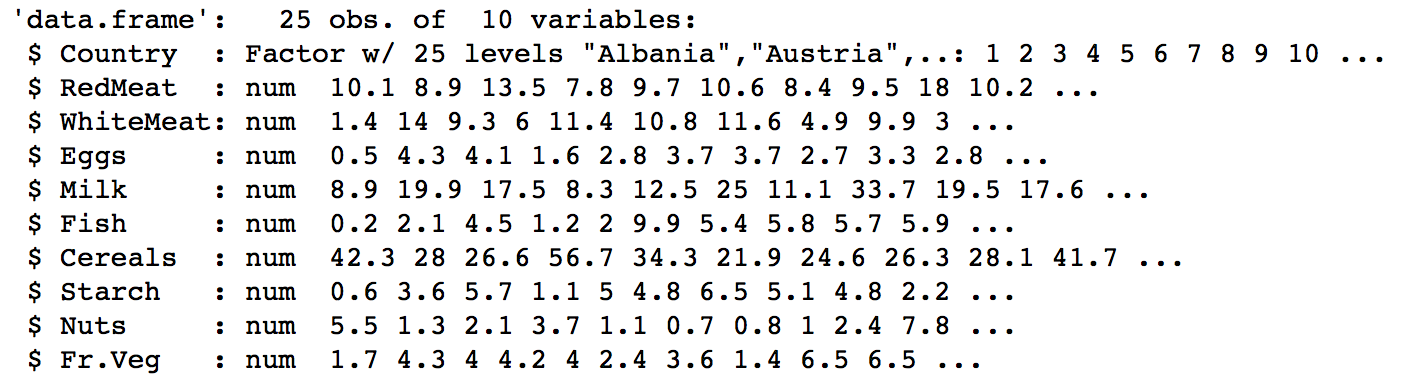 'data.frame':   25 obs. of  10 variables:
 $ Country  : Factor w/ 25 levels "Albania","Austria",..: 1 2 3 4 5 6 7 8 9 10 ...
 $ RedMeat  : num  10.1 8.9 13.5 7.8 9.7 10.6 8.4 9.5 18 10.2 ...
 $ WhiteMeat: num  1.4 14 9.3 6 11.4 10.8 11.6 4.9 9.9 3 ...
 $ Eggs     : num  0.5 4.3 4.1 1.6 2.8 3.7 3.7 2.7 3.3 2.8 ...
 $ Milk     : num  8.9 19.9 17.5 8.3 12.5 25 11.1 33.7 19.5 17.6 ...
 $ Fish     : num  0.2 2.1 4.5 1.2 2 9.9 5.4 5.8 5.7 5.9 ...
 $ Cereals  : num  42.3 28 26.6 56.7 34.3 21.9 24.6 26.3 28.1 41.7 ...
 $ Starch   : num  0.6 3.6 5.7 1.1 5 4.8 6.5 5.1 4.8 2.2 ...
 $ Nuts     : num  5.5 1.3 2.1 3.7 1.1 0.7 0.8 1 2.4 7.8 ...
 $ Fr.Veg   : num  1.7 4.3 4 4.2 4 2.4 3.6 1.4 6.5 6.5 ...